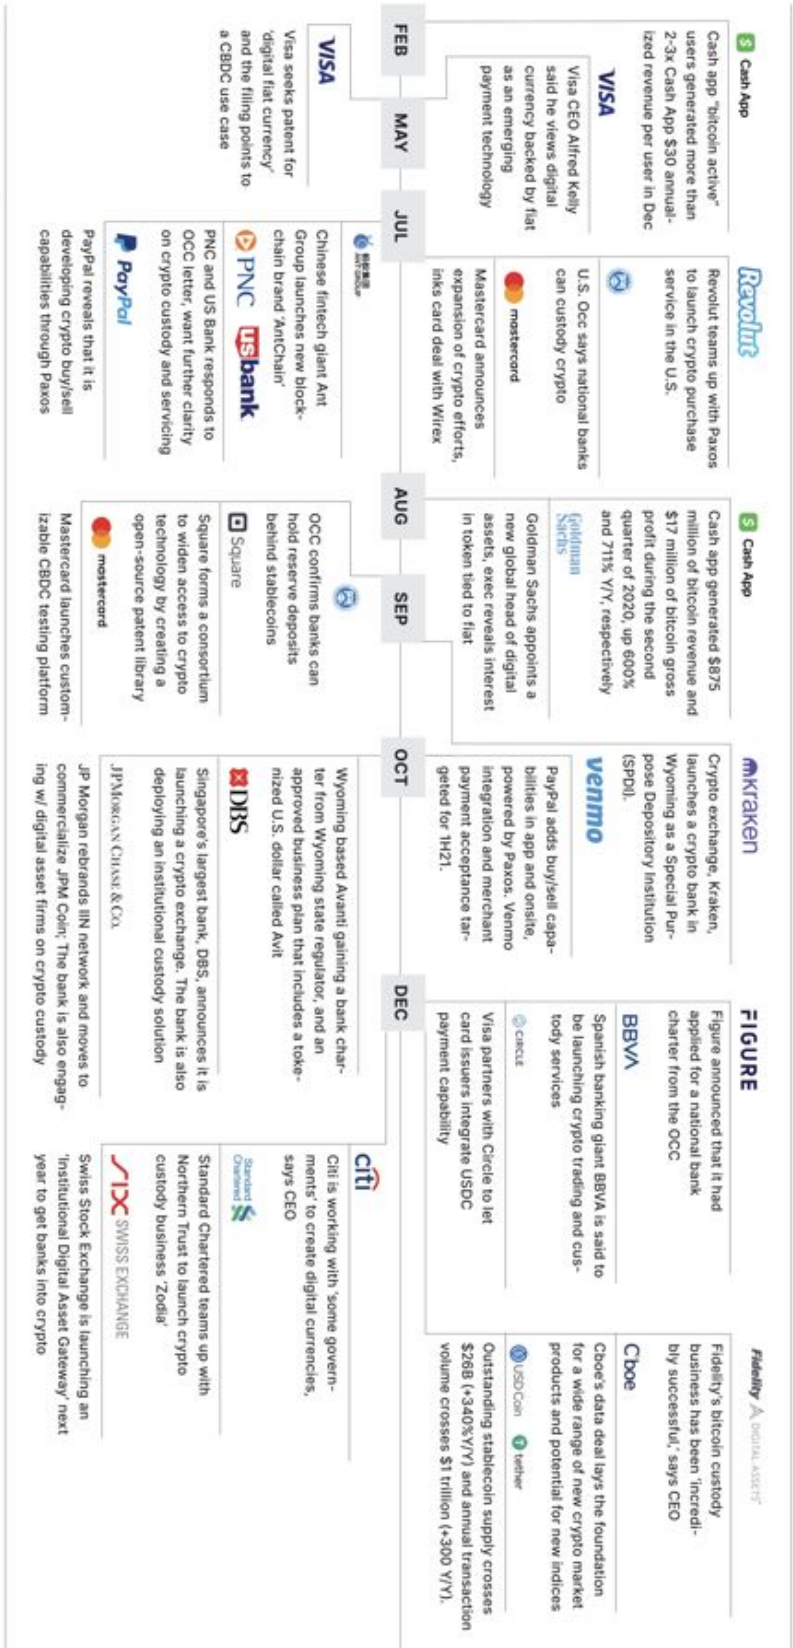 Cash App
Cash app "bitcoin active"
users generated more than
2-3x Cash App $30 annual-
ized revenue per user in Dec
VISA
Visa CEO Alfred Kelly
said he views digital
currency backed by fiat
as an emerging
payment technology
Revolut
Revolut teams up with Paxos
to launch crypto purchase
service in the U.S.
U.S. Occ says national banks
can custody crypto
mastercard
Mastercard announces
expansion of crypto efforts,
inks card deal with Wirex
Cash App
Cash app generated $875
million of bitcoin revenue and
$17 million of bitcoin gross
profit during the second
quarter of 2020, up 600%
and 711% Y/Y, respectively
Goldman
Sachs
Goldman Sachs appoints a
new global head of digital
assets, exec reveals interest
in token tied to fiat
kraken
Crypto exchange, Kraken,
launches a crypto bank in
Wyoming as a Special Pur-
pose Depository Institution
(SPDI).
venmo
PayPal adds buy/sell capa-
bilities in app and onsite,
powered by Paxos. Venmo
integration and merchant
payment acceptance tar-
geted for 1H21.
FIGURE
Figure announced that it had
applied for a national bank
charter from the OCC
BBVA
Spanish banking giant BBVA is said to
be launching crypto trading and cus-
tody services
CIRCLE
Visa partners with Circle to let
card issuers integrate USDC
payment capability
Fidelity DIGITAL ASSETS
Fidelity's bitcoin custody
business has been 'incredi-
bly successful,' says CEO
Cboe
Cboe's data deal lays the foundation
for a wide range of new crypto market
products and potential for new indices
USD Coin tether
Outstanding stablecoin supply crosses
$26B (+340%Y/Y) and annual transaction
volume crosses $1 trillion (+300 Y/Y).
FEB
MAY
JUL
AUG
SEP
OCT
DEC
VISA
Visa seeks patent for
'digital fiat currency'
and the filing points to
a CBDC use case
蚂蚁集团
ANT GROUP
Chinese fintech giant Ant
Group launches new block-
chain brand 'AntChain'
PNC usbank
PNC and US Bank responds to
OCC letter, want further clarity
on crypto custody and servicing
PayPal
PayPal reveals that it is
developing crypto buy/sell
capabilities through Paxos
OCC confirms banks can
hold reserve deposits
behind stablecoins
Square
Square forms a consortium
to widen access to crypto
technology by creating a
open-source patent library
mastercard
Mastercard launches custom-
izable CBDC testing platform
Wyoming based Avanti gaining a bank char-
ter from Wyoming state regulator, and an
approved business plan that includes a toke-
nized U.S. dollar called Avit
DBS
Singapore's largest bank, DBS, announces it is
launching a crypto exchange. The bank is also
deploying an institutional custody solution
JPMORGAN CHASE & CO.
JP Morgan rebrands IIN network and moves to
commercialize JPM Coin; The bank is also engag-
ing w/ digital asset firms on crypto custody
citi
Citi is working with 'some govern-
ments' to create digital currencies,
says CEO
Standard
Chartered
Standard Chartered teams up with
Northern Trust to launch crypto
custody business 'Zodia'
SIX SWISS EXCHANGE
Swiss Stock Exchange is launching an
'Institutional Digital Asset Gateway' next
year to get banks into crypto